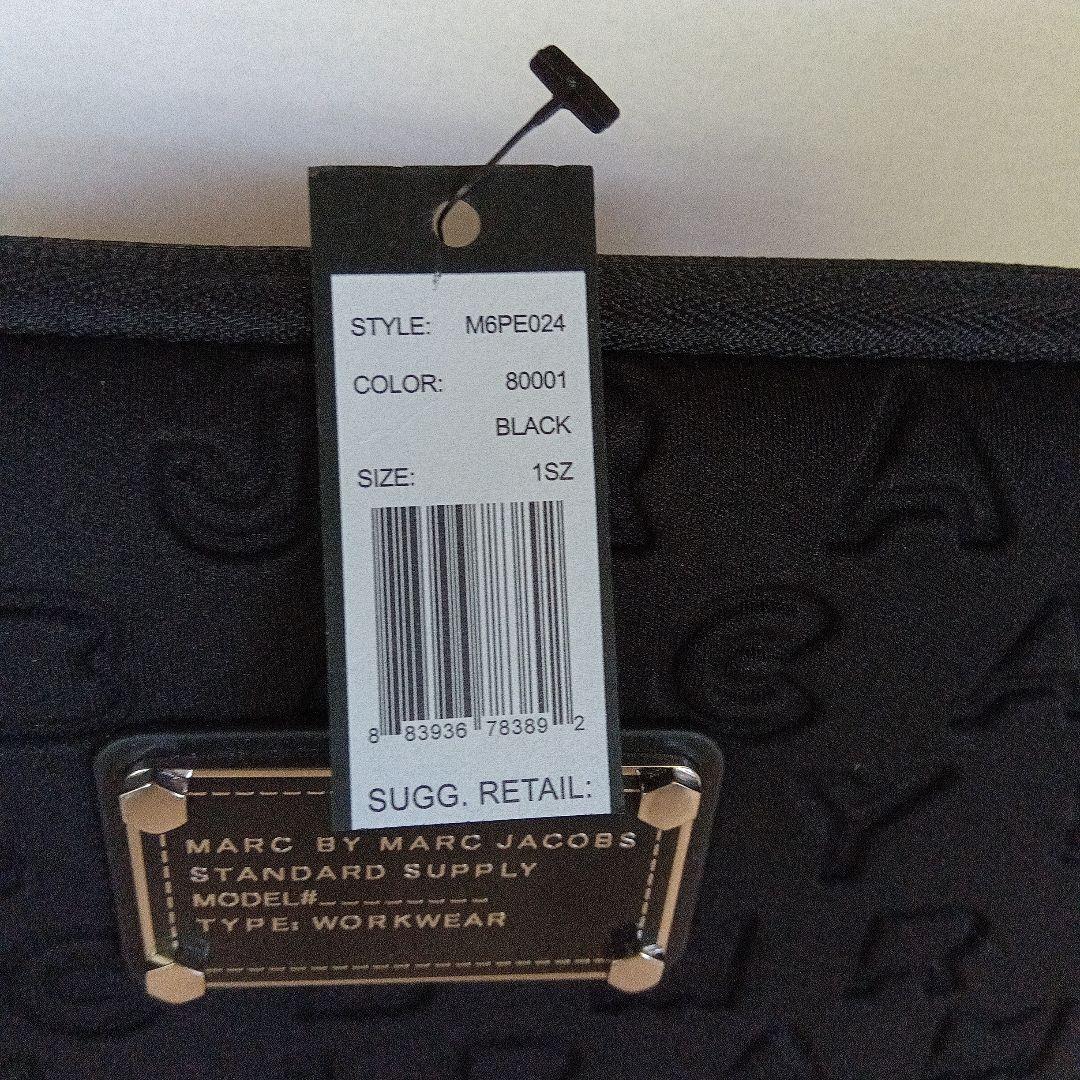 STYLE: M6PE024
COLOR: 80001
BLACK
SIZE: 1SZ
8 83936 78389 2
SUGG. RETAIL:
MARC BY MARC JACOBS
STANDARD SUPPLY
MODEL#_________
TYPE: WORKWEAR